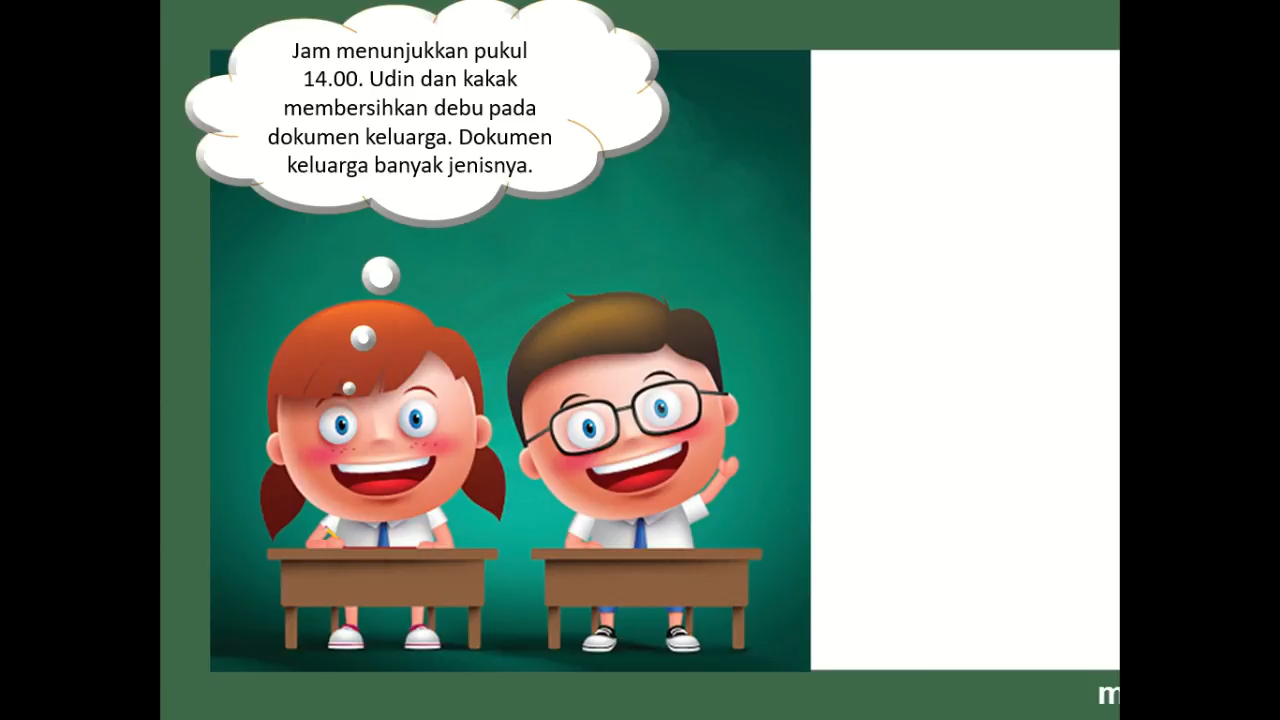 Jam menunjukkan pukul
14.00. Udin dan kakak
membersihkan debu pada
dokumen keluarga. Dokumen
keluarga banyak jenisnya.